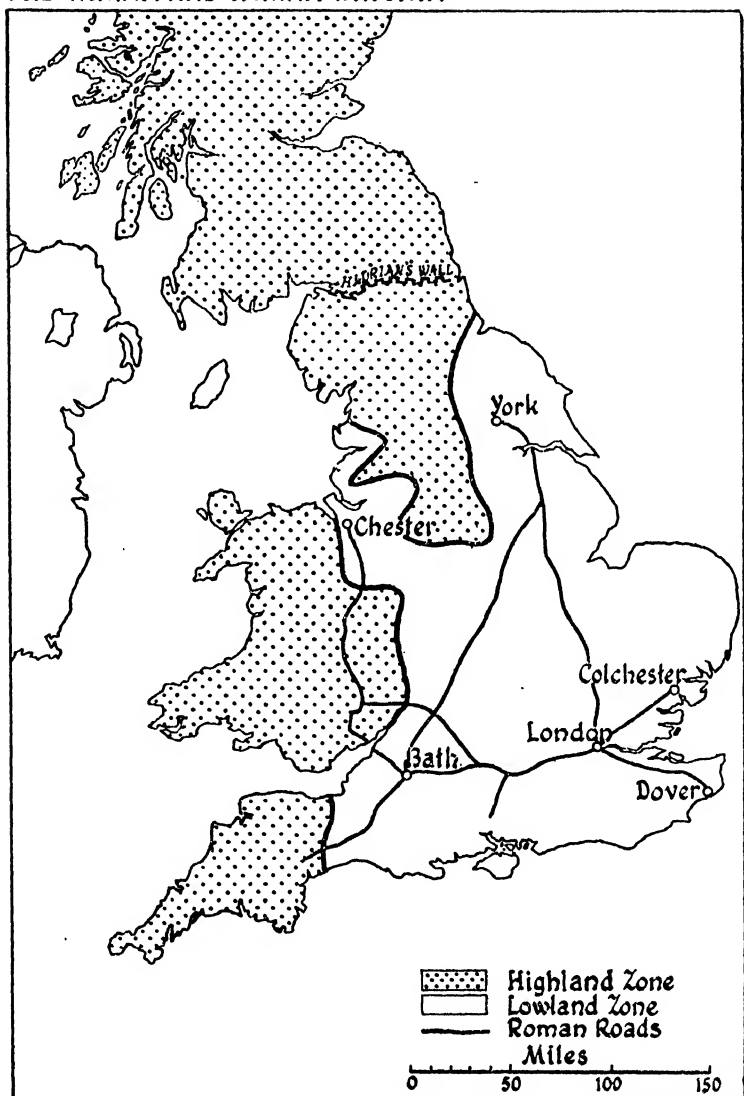 HADRIAN'S WALL
York
Chester
Colchester
London
Bath
Dover
Highland Zone
Lowland Zone
Roman Roads
Miles
0 50 100 150